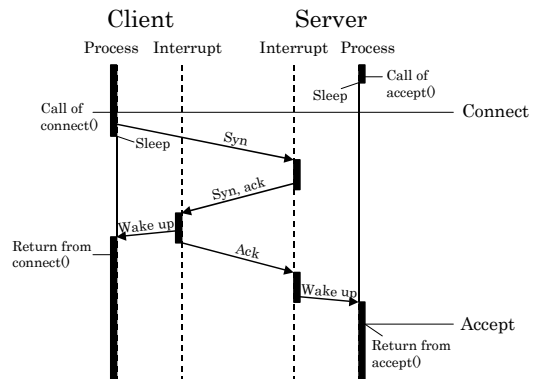 Client Server
Process Interrupt Interrupt Process
Call of
accept()
Sleep
Call of
connect()
Connect
Syn
Sleep
Syn, ack
Wake up
Return from
connect()
Ack
Wake up
Accept
Return from
accept()